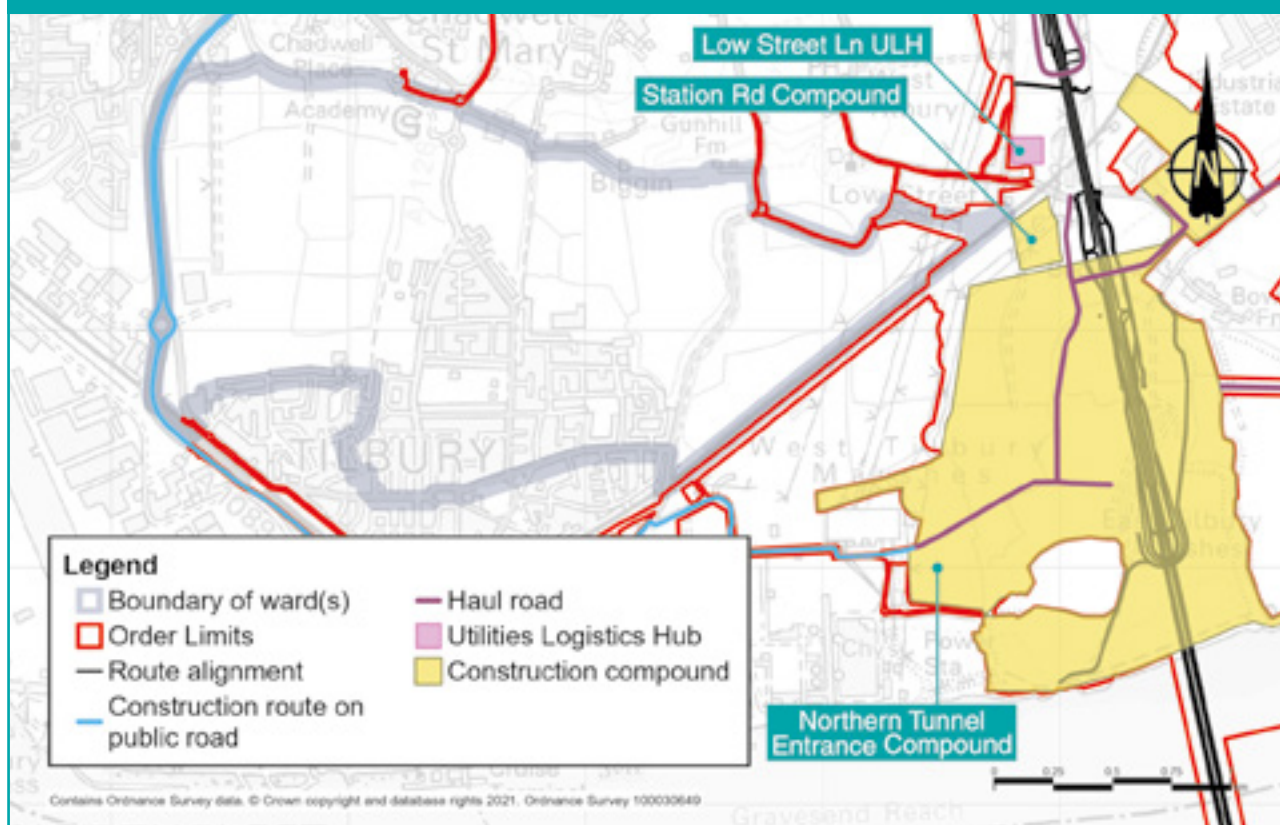 Chadwell
St Mary
Chadwell
Place
Academy
Low Street Ln ULH
Station Rd Compound
Gunhill
Fm
Biggin
Low Street
N
TILBURY
West Tilbury
Legend
Boundary of ward(s)
Order Limits
Route alignment
Construction route on
public road
Haul road
Utilities Logistics Hub
Construction compound
Power
Sta
Northern Tunnel
Entrance Compound
0 0.25 0.5 0.75
Contains Ordnance Survey data. © Crown copyright and database rights 2021. Ordnance Survey 100030649
Gravesend Reach